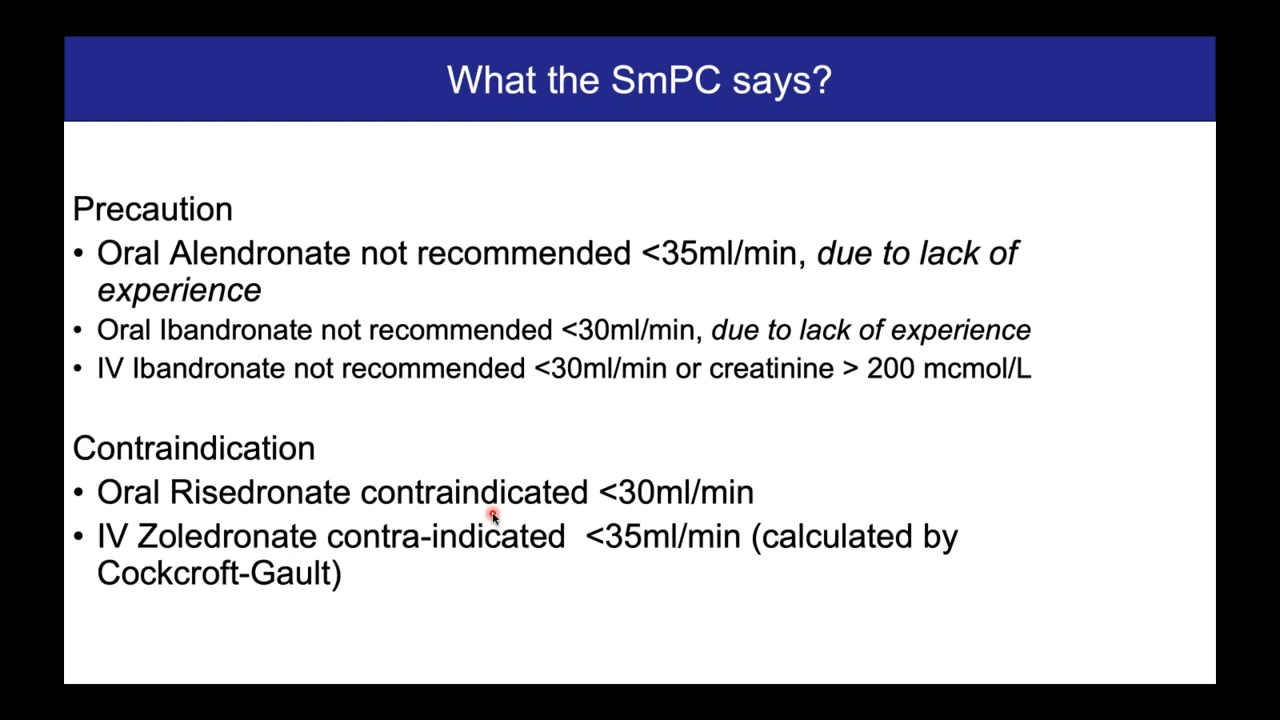 What the SmPC says?
Precaution
• Oral Alendronate not recommended <35ml/min, due to lack of
experience
• Oral Ibandronate not recommended <30ml/min, due to lack of experience
• IV Ibandronate not recommended <30ml/min or creatinine > 200 mcmol/L
Contraindication
• Oral Risedronate contraindicated <30ml/min
• IV Zoledronate contra-indicated  <35ml/min (calculated by
Cockcroft-Gault)